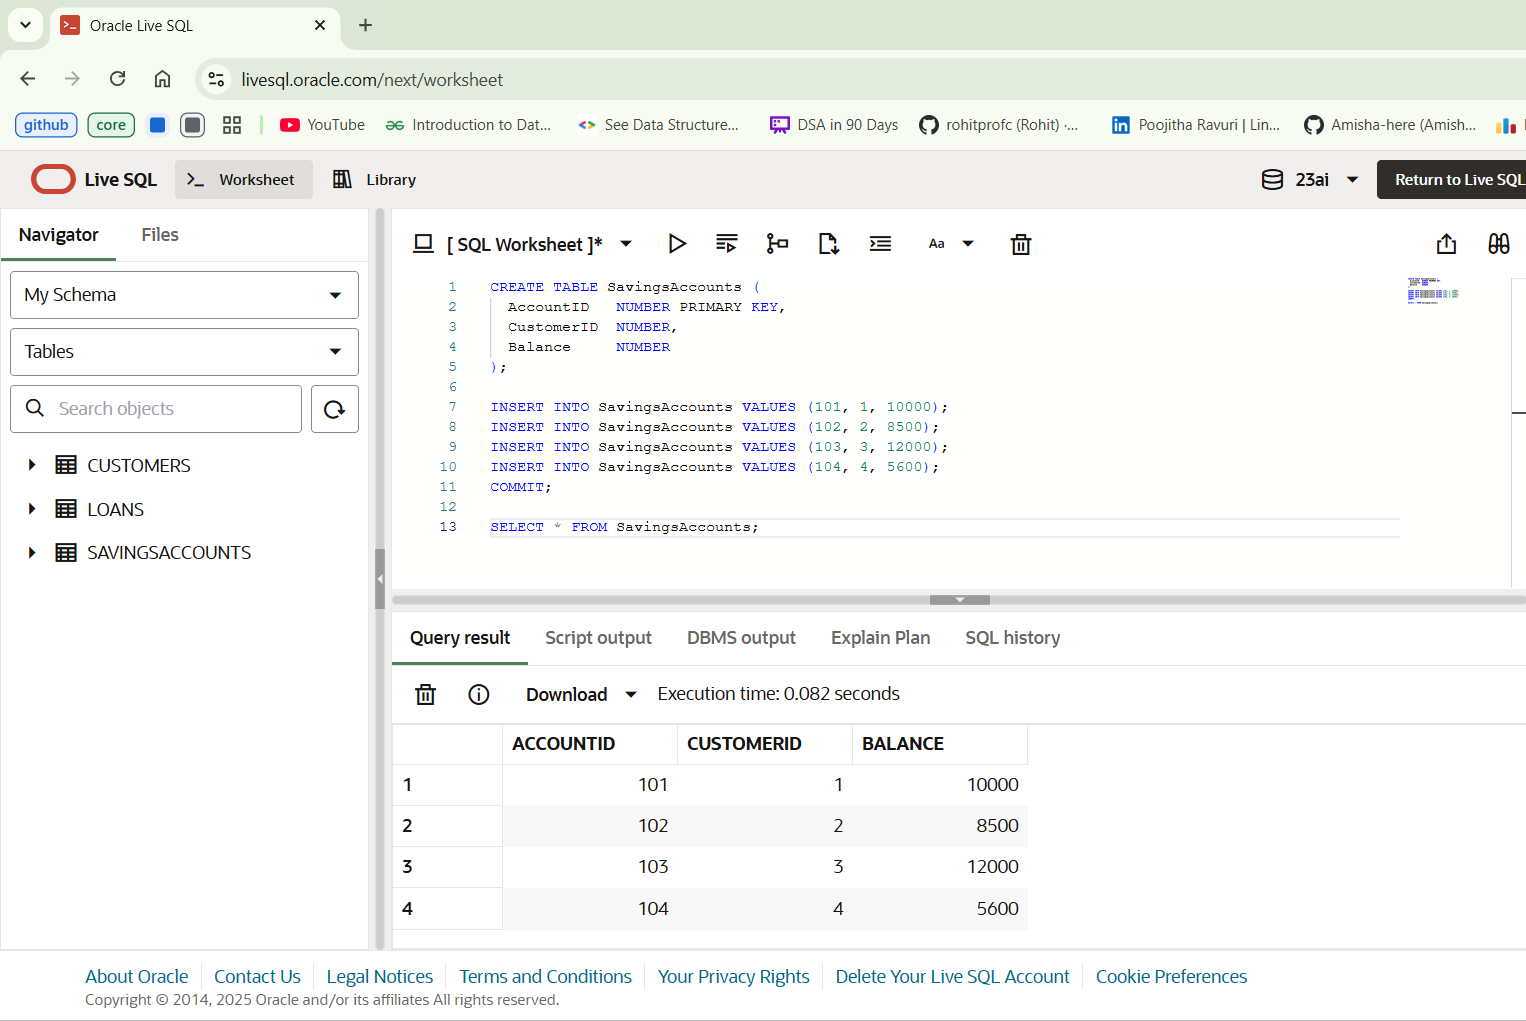 Oracle Live SQL
livesql.oracle.com/next/worksheet
github core YouTube Introduction to Dat... See Data Structure... DSA in 90 Days rohitprofc (Rohit) ·... Poojitha Ravuri | Lin... Amisha-here (Amish...
Live SQL Worksheet Library 23ai Return to Live SQL
Navigator Files
My Schema
Tables
Search objects
CUSTOMERS
LOANS
SAVINGSACCOUNTS
[ SQL Worksheet ]* Aa
1 CREATE TABLE SavingsAccounts (
2 AccountID NUMBER PRIMARY KEY,
3 CustomerID NUMBER,
4 Balance NUMBER
5 );
6
7 INSERT INTO SavingsAccounts VALUES (101, 1, 10000);
8 INSERT INTO SavingsAccounts VALUES (102, 2, 8500);
9 INSERT INTO SavingsAccounts VALUES (103, 3, 12000);
10 INSERT INTO SavingsAccounts VALUES (104, 4, 5600);
11 COMMIT;
12
13 SELECT * FROM SavingsAccounts;
Query result Script output DBMS output Explain Plan SQL history
Download Execution time: 0.082 seconds
ACCOUNTID CUSTOMERID BALANCE
1 101 1 10000
2 102 2 8500
3 103 3 12000
4 104 4 5600
About Oracle Contact Us Legal Notices Terms and Conditions Your Privacy Rights Delete Your Live SQL Account Cookie Preferences
Copyright © 2014, 2025 Oracle and/or its affiliates All rights reserved.